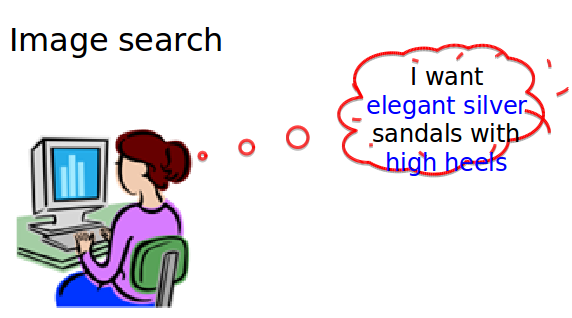 Image search
I want
elegant silver
sandals with
high heels